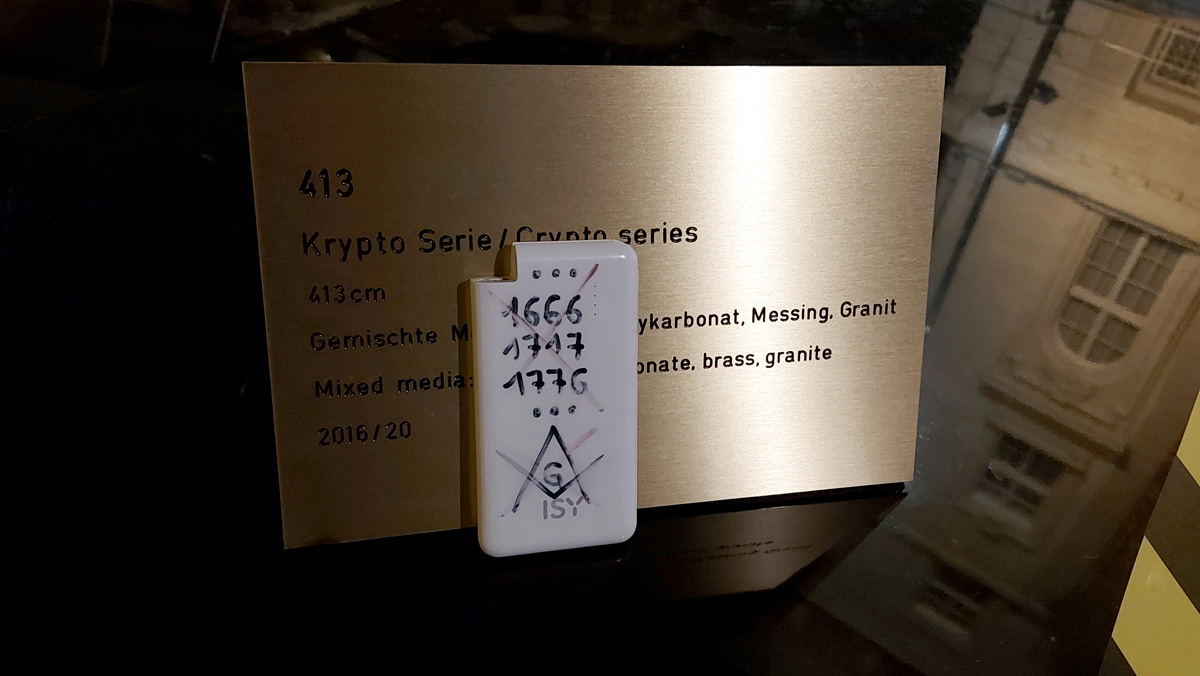 413
Krypto Serie / Crypto series
413cm
Gemischte M ykarbonat, Messing, Granit
Mixed media: onate, brass, granite
2016/20
1666
1717
1776
G
ISY